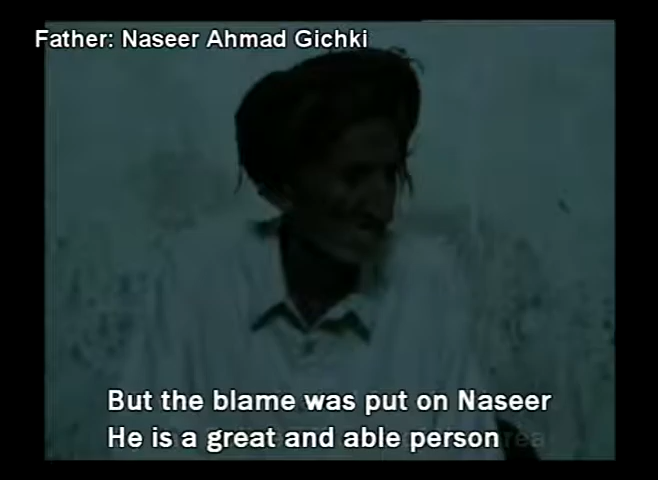 Father: Naseer Ahmad Gichki
But the blame was put on Naseer
He is a great and able person